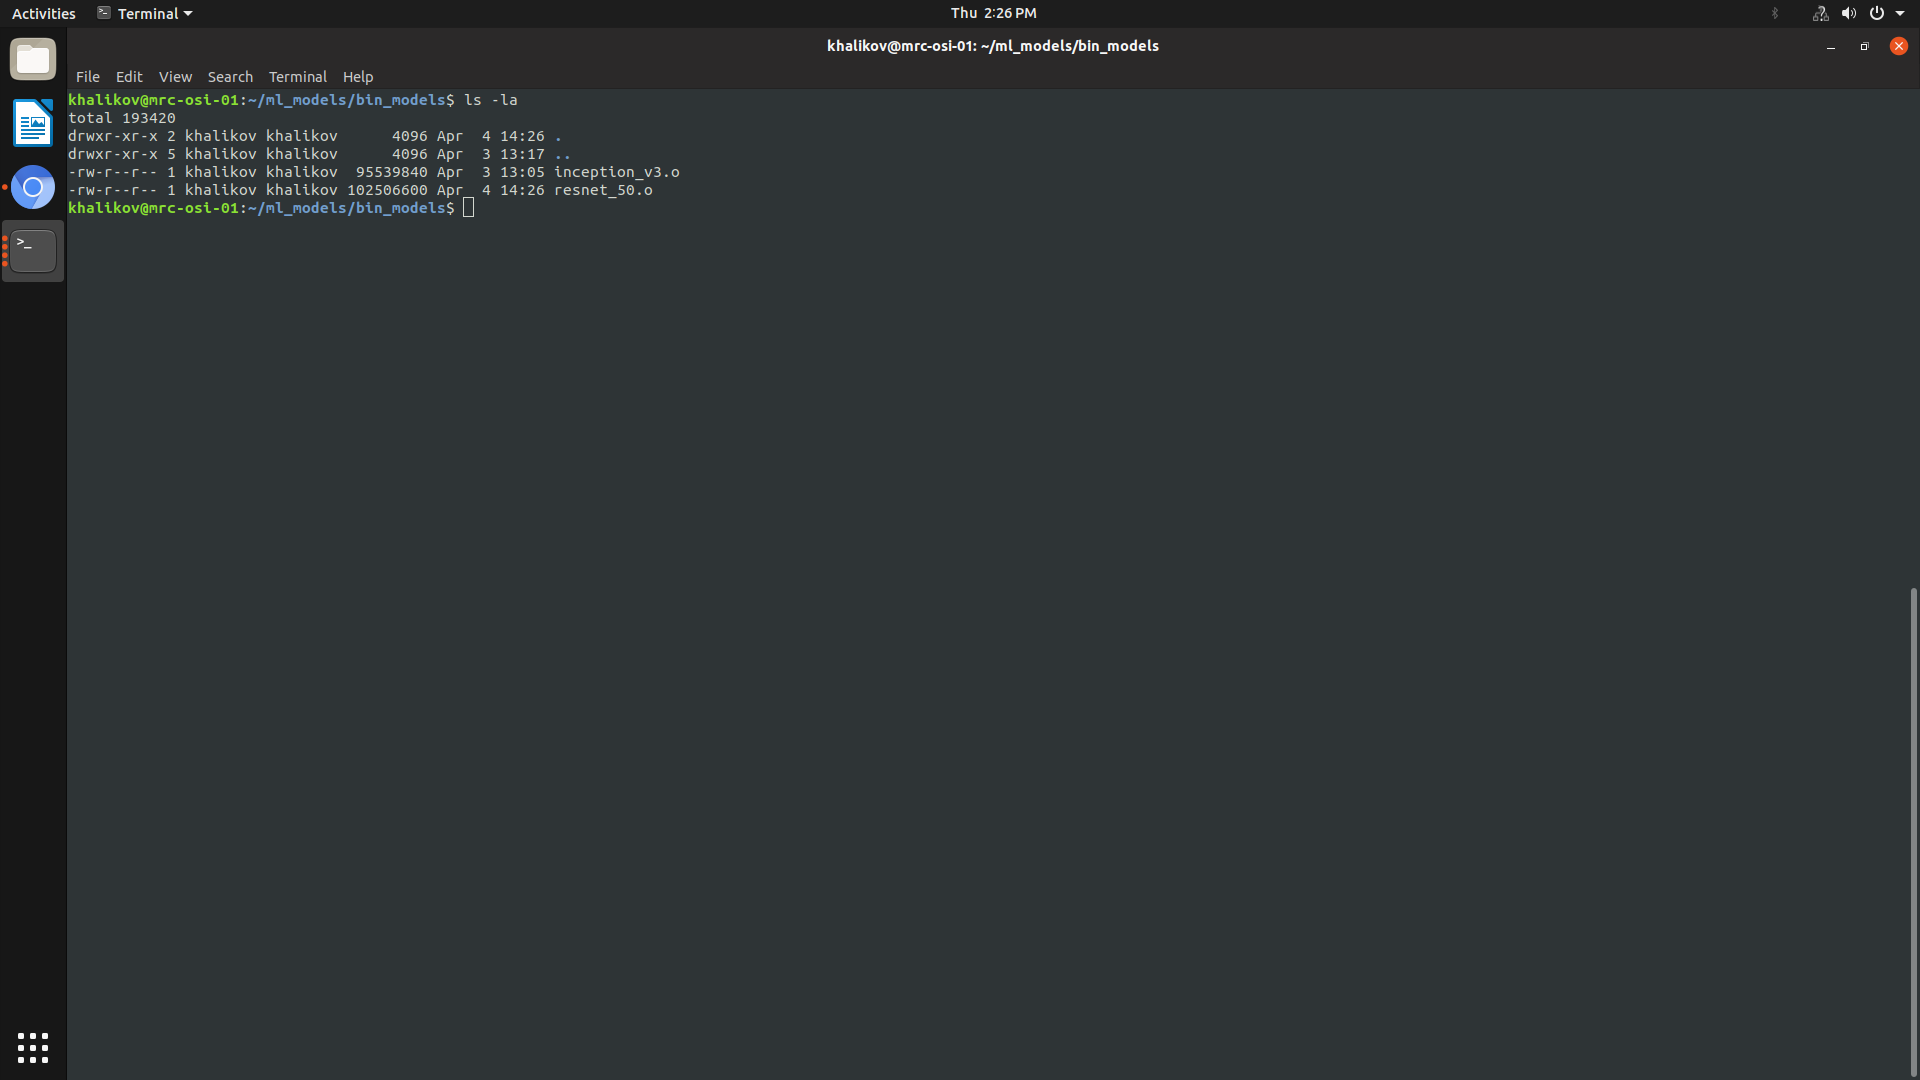 Activities Terminal Thu 2:26 PM
khalikov@mrc-osi-01: ~/ml_models/bin_models
File Edit View Search Terminal Help
khalikov@mrc-osi-01:~/ml_models/bin_models$ ls -la
total 193420
drwxr-xr-x 2 khalikov khalikov      4096 Apr  4 14:26 .
drwxr-xr-x 5 khalikov khalikov      4096 Apr  3 13:17 ..
-rw-r--r-- 1 khalikov khalikov  95539840 Apr  3 13:05 inception_v3.o
-rw-r--r-- 1 khalikov khalikov 102506600 Apr  4 14:26 resnet_50.o
khalikov@mrc-osi-01:~/ml_models/bin_models$